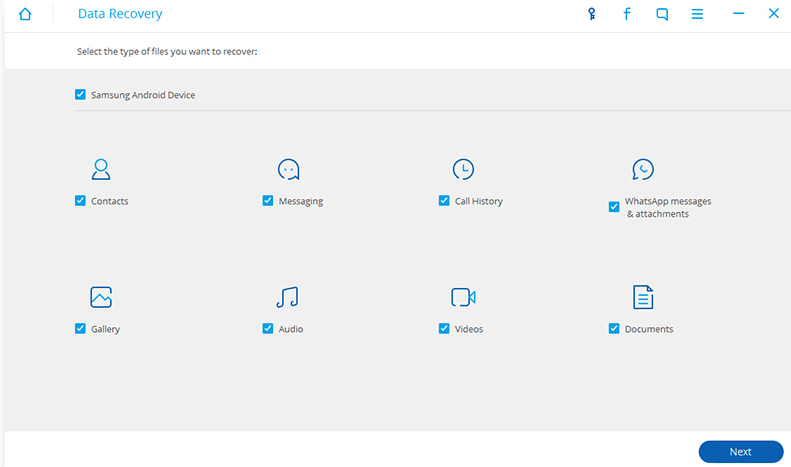 Data Recovery
Select the type of files you want to recover:
Samsung Android Device
Contacts
Messaging
Call History
WhatsApp messages
& attachments
Gallery
Audio
Videos
Documents
Next